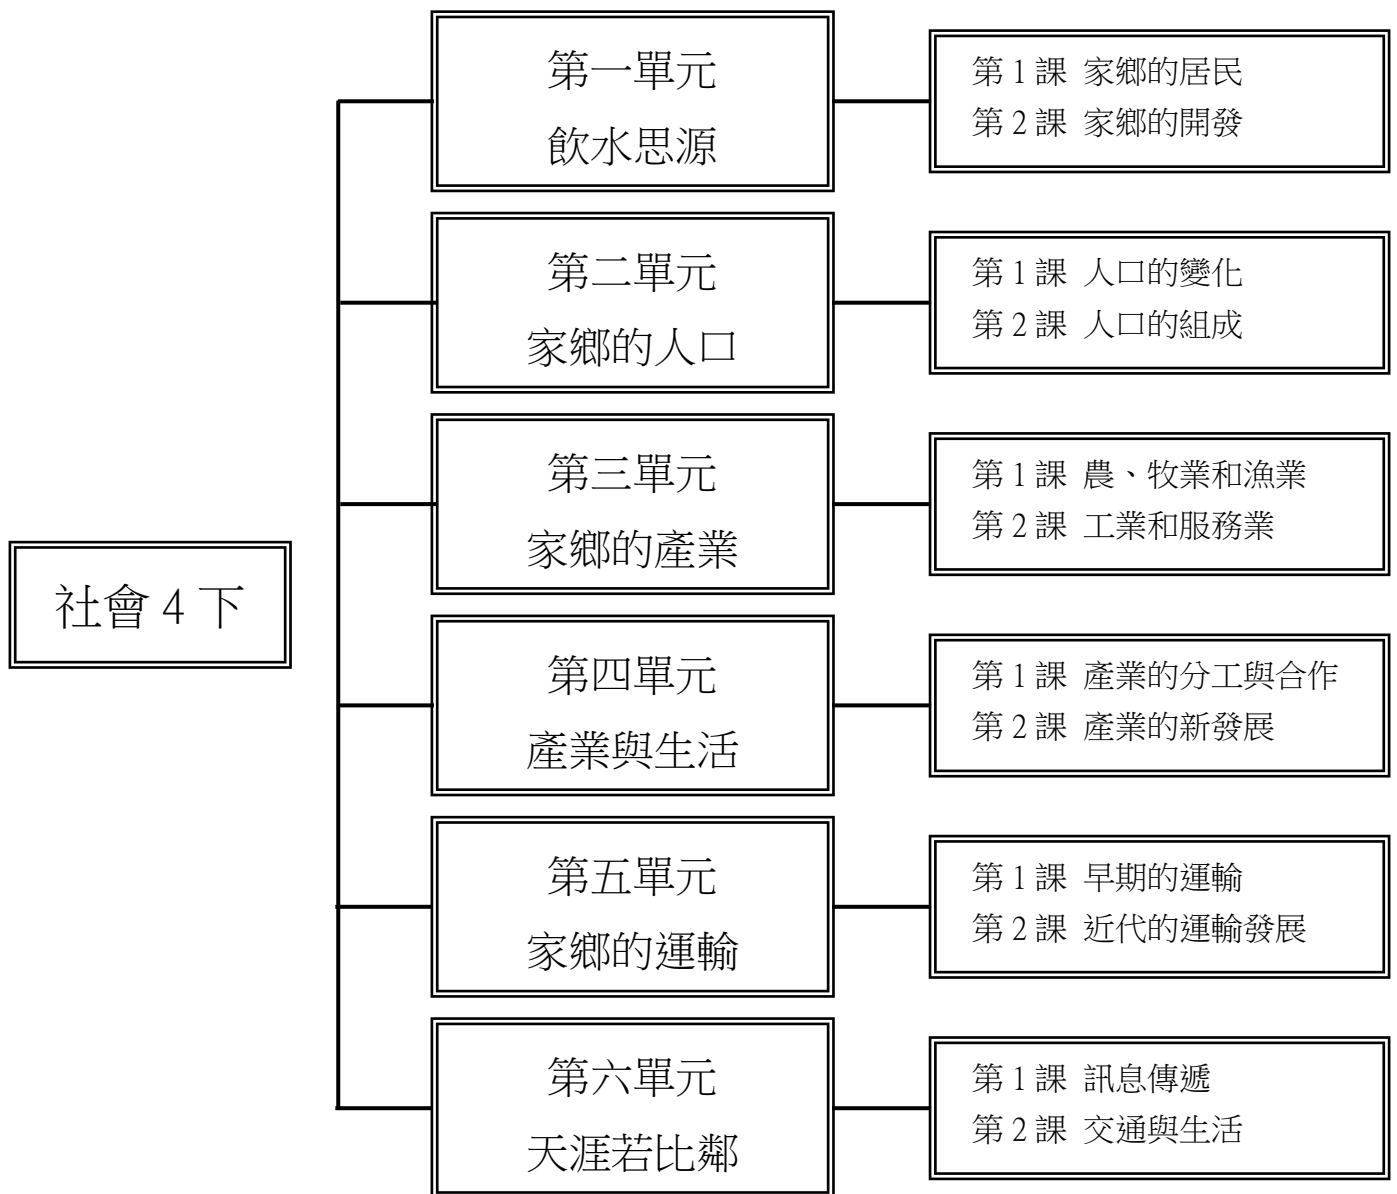 社會 4 下
第一單元
飲水思源
第 1 課 家鄉的居民
第 2 課 家鄉的開發
第二單元
家鄉的人口
第 1 課 人口的變化
第 2 課 人口的組成
第三單元
家鄉的產業
第 1 課 農、牧業和漁業
第 2 課 工業和服務業
第四單元
產業與生活
第 1 課 產業的分工與合作
第 2 課 產業的新發展
第五單元
家鄉的運輸
第 1 課 早期的運輸
第 2 課 近代的運輸發展
第六單元
天涯若比鄰
第 1 課 訊息傳遞
第 2 課 交通與生活